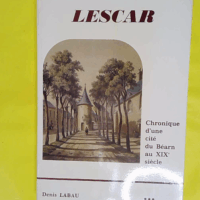 LESCAR
Chronique
d'une
cité
du Béarn
au XIXe
siècle
Denis LABAU